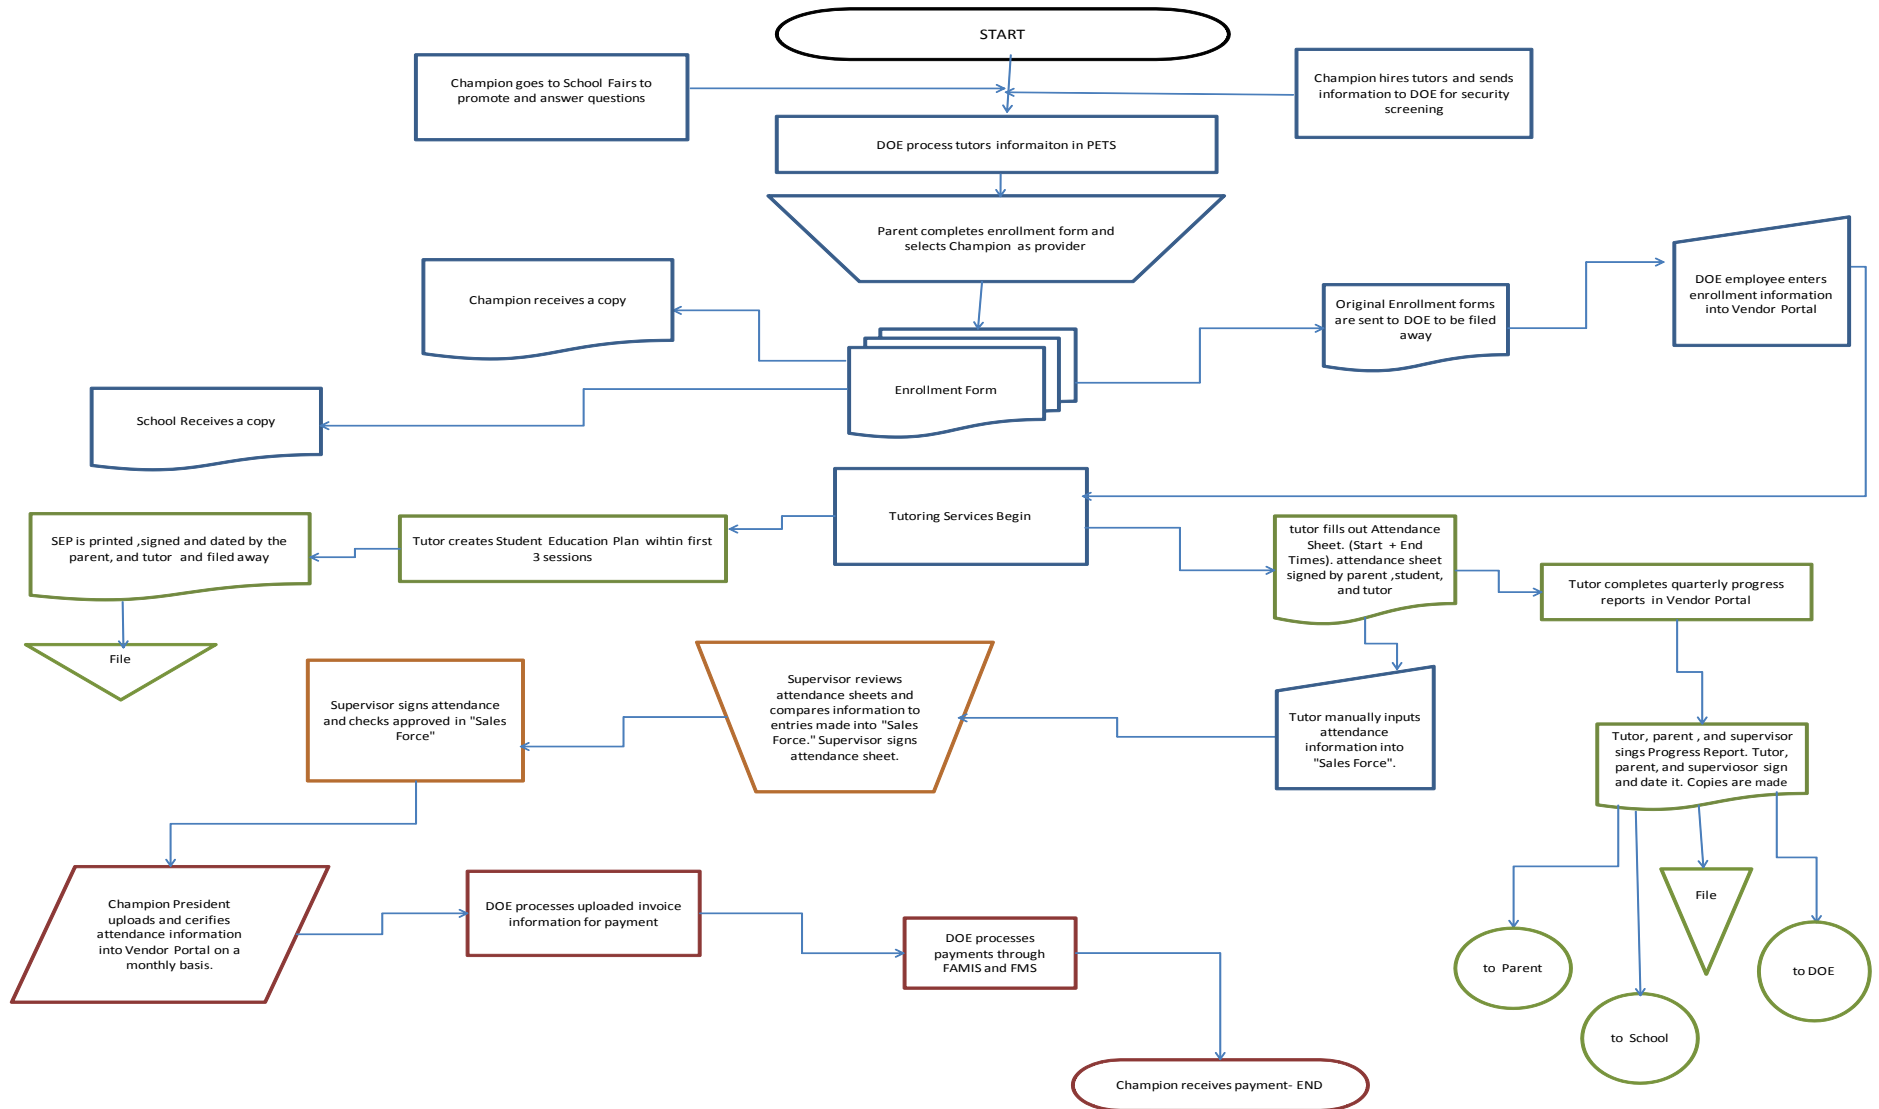 START
Champion goes to School Fairs to
promote and answer questions
Champion hires tutors and sends
information to DOE for security
screening
DOE process tutors informaiton in PETS
Parent completes enrollment form and
selects Champion as provider
Champion receives a copy
Original Enrollment forms
are sent to DOE to be filed
away
DOE employee enters
enrollment information
into Vendor Portal
Enrollment Form
School Receives a copy
Tutoring Services Begin
SEP is printed ,signed and dated by the
parent, and tutor and filed away
Tutor creates Student Education Plan wihtin first
3 sessions
tutor fills out Attendance
Sheet. (Start + End
Times). attendance sheet
signed by parent ,student,
and tutor
Tutor completes quarterly progress
reports in Vendor Portal
File
Supervisor signs attendance
and checks approved in "Sales
Force"
Supervisor reviews
attendance sheets and
compares information to
entries made into "Sales
Force." Supervisor signs
attendance sheet.
Tutor manually inputs
attendance
information into
"Sales Force".
Tutor, parent , and supervisor
sings Progress Report. Tutor,
parent, and superviosor sign
and date it. Copies are made
Champion President
uploads and cerifies
attendance information
into Vendor Portal on a
monthly basis.
DOE processes uploaded invoice
information for payment
DOE processes
payments through
FAMIS and FMS
File
to Parent
to DOE
to School
Champion receives payment- END